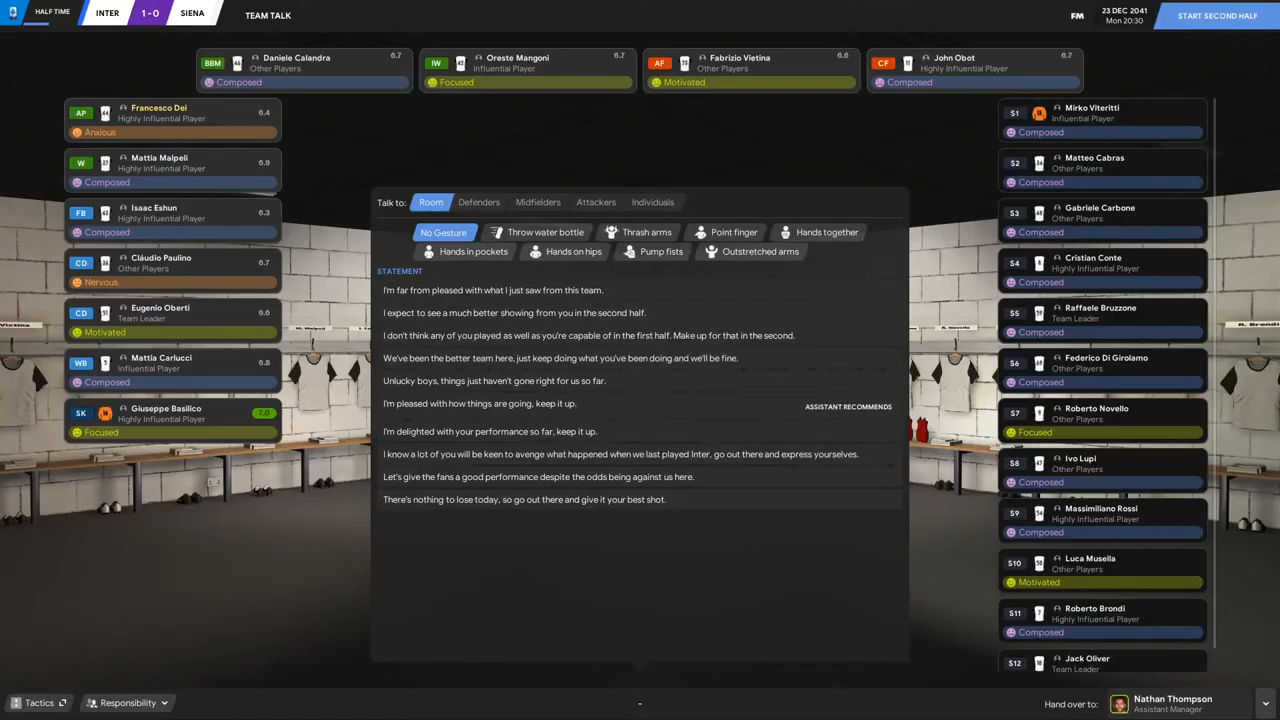 HALF TIME
INTER
1 - 0
SIENA
TEAM TALK
FM
23 DEC 2041
Mon 20:30
START SECOND HALF
BBM
Daniele Calandra
6.7
Other Players
Composed
IW
Oreste Mangoni
6.7
Influential Player
Focused
AF
Fabrizio Vietina
6.6
Other Players
Motivated
CF
John Obot
6.7
Highly Influential Player
Composed
AP
Francesco Dei
6.4
Highly Influential Player
Anxious
W
Mattia Malpeli
6.9
Highly Influential Player
Composed
FB
Isaac Eshun
6.3
Highly Influential Player
Composed
CD
Cláudio Paulino
6.7
Other Players
Nervous
CD
Eugenio Oberti
6.6
Team Leader
Motivated
WB
Mattia Carlucci
6.8
Influential Player
Composed
SK
Giuseppe Basilico
7.0
Highly Influential Player
Focused
Talk to:
Room
Defenders
Midfielders
Attackers
Individuals
No Gesture
Throw water bottle
Thrash arms
Point finger
Hands together
Hands in pockets
Hands on hips
Pump fists
Outstretched arms
STATEMENT
I'm far from pleased with what I just saw from this team.
I expect to see a much better showing from you in the second half.
I don't think any of you played as well as you're capable of in the first half. Make up for that in the second.
We've been the better team here, just keep doing what you've been doing and we'll be fine.
Unlucky boys, things just haven't gone right for us so far.
I'm pleased with how things are going, keep it up.
ASSISTANT RECOMMENDS
I'm delighted with your performance so far, keep it up.
I know a lot of you will be keen to avenge what happened when we last played Inter, go out there and express yourselves.
Let's give the fans a good performance despite the odds being against us here.
There's nothing to lose today, so go out there and give it your best shot.
S1
Mirko Viteritti
Influential Player
Composed
S2
Matteo Cabras
Other Players
Composed
S3
Gabriele Carbone
Other Players
Composed
S4
Cristian Conte
Highly Influential Player
Composed
S5
Raffaele Bruzzone
Team Leader
Composed
S6
Federico Di Girolamo
Other Players
Composed
S7
Roberto Novello
Other Players
Focused
S8
Ivo Lupi
Other Players
Composed
S9
Massimiliano Rossi
Highly Influential Player
Composed
S10
Luca Musella
Other Players
Motivated
S11
Roberto Brondi
Highly Influential Player
Composed
S12
Jack Oliver
Team Leader
Vietina
R. Brondi
Tactics
Responsibility
-
Hand over to:
Nathan Thompson
Assistant Manager